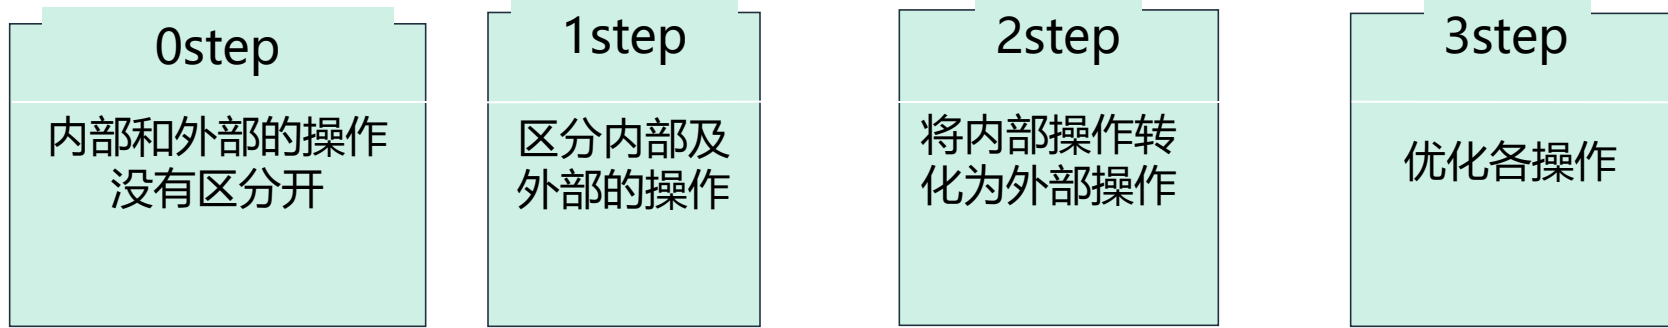 0step
内部和外部的操作
没有区分开
1step
区分内部及
外部的操作
2step
将内部操作转
化为外部操作
3step
优化各操作